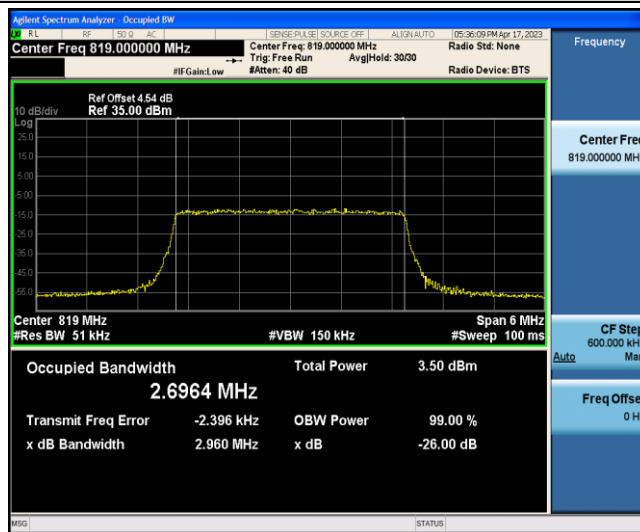 Agilent Spectrum Analyzer - Occupied BW
RL RF 50 Ω AC SENSE:PULSE SOURCE OFF ALIGN AUTO 05:36:09 PM Apr 17, 2023
Center Freq 819.000000 MHz Center Freq: 819.000000 MHz Radio Std: None Frequency
Trig: Free Run Avg|Hold: 30/30
#IFGain:Low #Atten: 40 dB Radio Device: BTS
Ref Offset 4.54 dB
10 dB/div Ref 35.00 dBm
Log
25.0
15.0
5.00
-5.00
-15.0
-25.0
-35.0
-45.0
-55.0
Center Fre
819.000000 MH
Center 819 MHz Span 6 MHz
#Res BW 51 kHz #VBW 150 kHz #Sweep 100 ms
CF Step
600.000 kH
Auto Ma
Occupied Bandwidth Total Power 3.50 dBm
2.6964 MHz
Transmit Freq Error -2.396 kHz OBW Power 99.00 %
x dB Bandwidth 2.960 MHz x dB -26.00 dB
Freq Offse
0 H
MSG STATUS